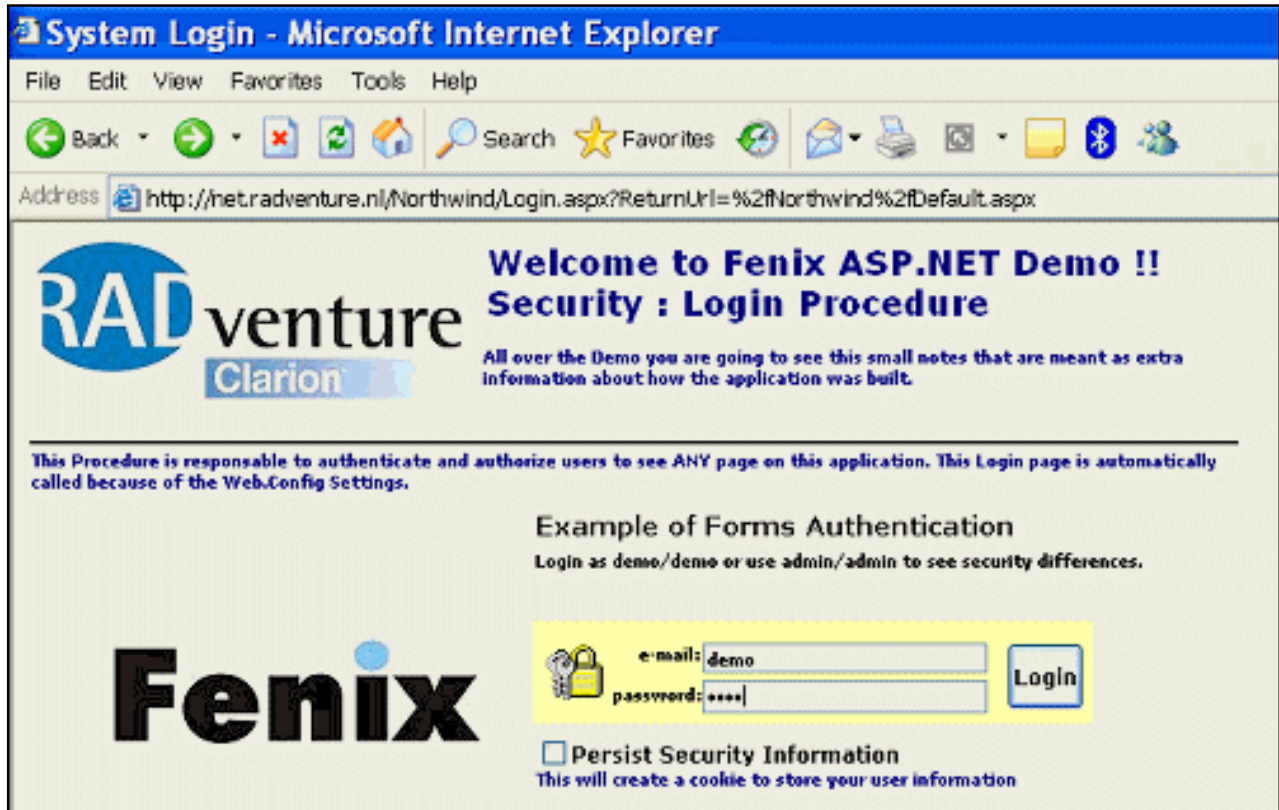 System Login - Microsoft Internet Explorer
File Edit View Favorites Tools Help
Back Search Favorites
Address http://net.radventure.nl/Northwind/Login.aspx?ReturnUrl=%2fNorthwind%2fDefault.aspx
RADventure
Clarion
Welcome to Fenix ASP.NET Demo !!
Security : Login Procedure
All over the Demo you are going to see this small notes that are meant as extra
information about how the application was built.
This Procedure is responsable to authenticate and authorize users to see ANY page on this application. This Login page is automatically
called because of the Web.Config Settings.
Example of Forms Authentication
Login as demo/demo or use admin/admin to see security differences.
Fenix
e-mail: demo
password: ••••
Login
Persist Security Information
This will create a cookie to store your user information